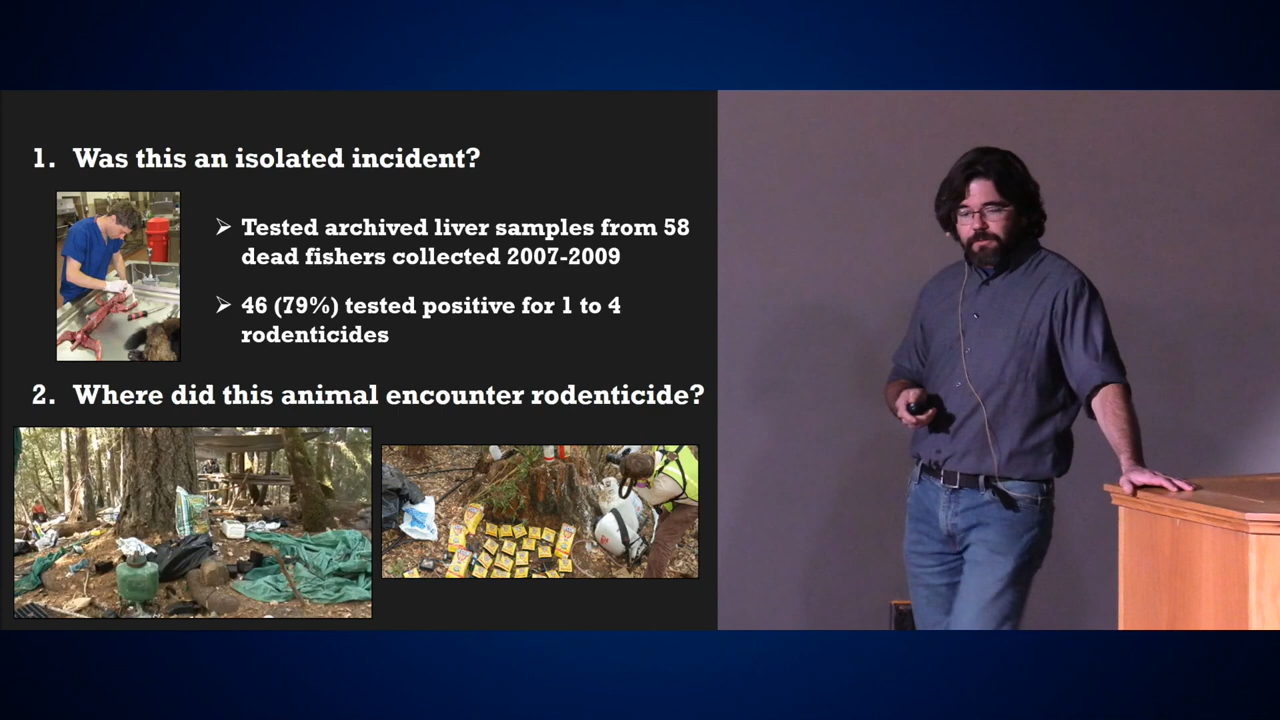 1. Was this an isolated incident?
➢ Tested archived liver samples from 58
dead fishers collected 2007-2009
➢ 46 (79%) tested positive for 1 to 4
rodenticides
2. Where did this animal encounter rodenticide?